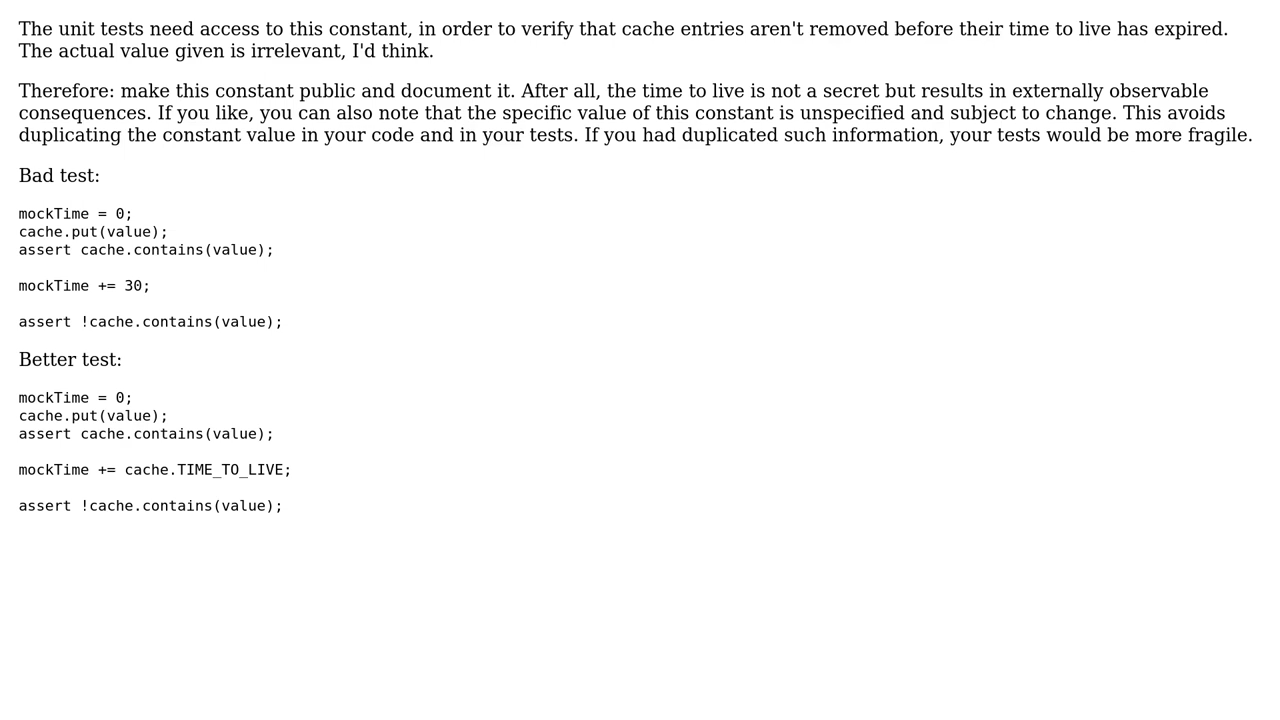 The unit tests need access to this constant, in order to verify that cache entries aren't removed before their time to live has expired.
The actual value given is irrelevant, I'd think.
Therefore: make this constant public and document it. After all, the time to live is not a secret but results in externally observable
consequences. If you like, you can also note that the specific value of this constant is unspecified and subject to change. This avoids
duplicating the constant value in your code and in your tests. If you had duplicated such information, your tests would be more fragile.
Bad test:
mockTime = 0;
cache.put(value);
assert cache.contains(value);
mockTime += 30;
assert !cache.contains(value);
Better test:
mockTime = 0;
cache.put(value);
assert cache.contains(value);
mockTime += cache.TIME_TO_LIVE;
assert !cache.contains(value);